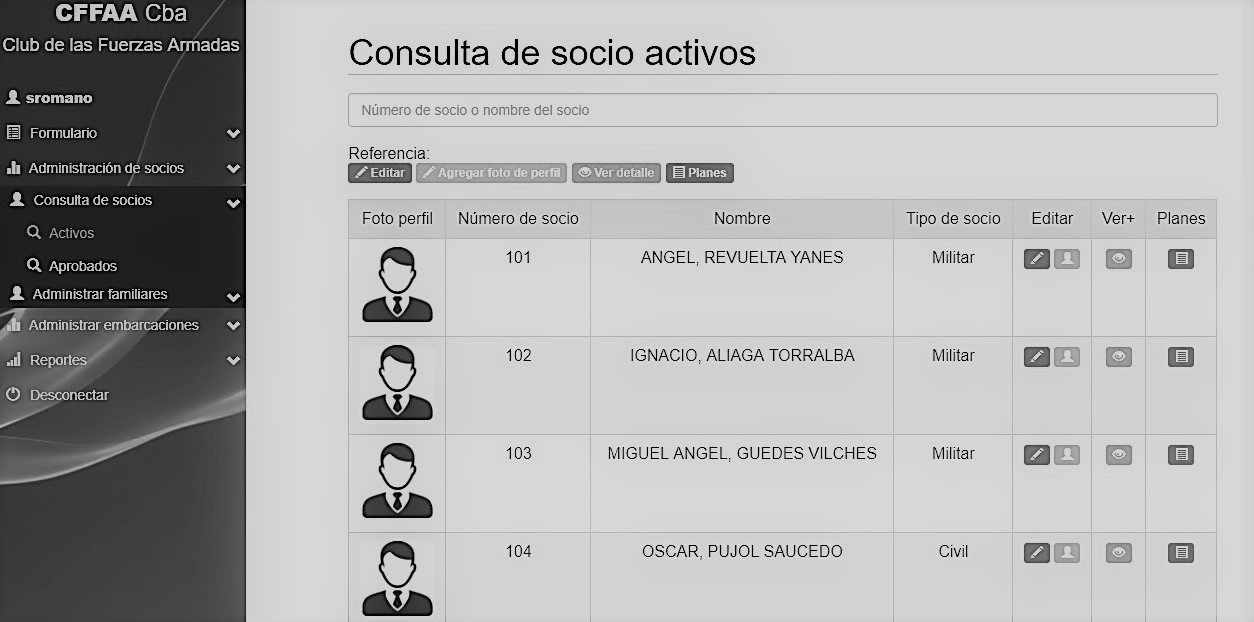 CFFAA Cba
Club de las Fuerzas Armadas
sromano
Formulario
Administración de socios
Consulta de socios
Activos
Aprobados
Administrar familiares
Administrar embarcaciones
Reportes
Desconectar
Consulta de socio activos
Número de socio o nombre del socio
Referencia:
Editar Agregar foto de perfil Ver detalle Planes
Foto perfil Número de socio Nombre Tipo de socio Editar Ver+ Planes
101 ANGEL, REVUELTA YANES Militar
102 IGNACIO, ALIAGA TORRALBA Militar
103 MIGUEL ANGEL, GUEDES VILCHES Militar
104 OSCAR, PUJOL SAUCEDO Civil